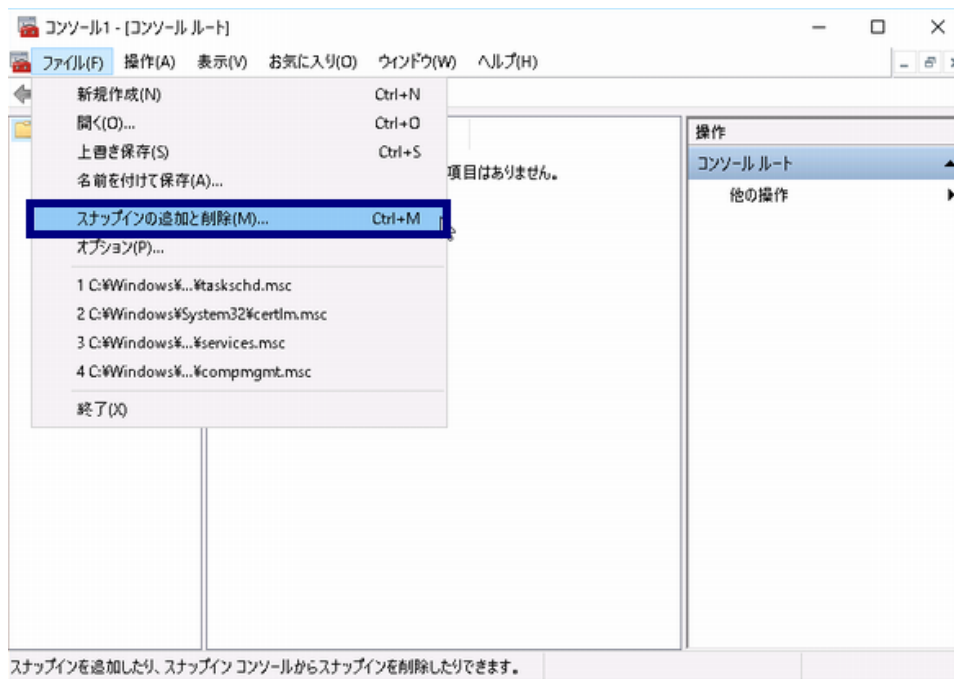 コンソール1 - [コンソール ルート]
ファイル(F) 操作(A) 表示(V) お気に入り(O) ウィンドウ(W) ヘルプ(H)
新規作成(N) Ctrl+N
開く(O)... Ctrl+O
上書き保存(S) Ctrl+S
名前を付けて保存(A)...
スナップインの追加と削除(M)... Ctrl+M
オプション(P)...
1 C:¥Windows¥...¥taskschd.msc
2 C:¥Windows¥System32¥certlm.msc
3 C:¥Windows¥...¥services.msc
4 C:¥Windows¥...¥compmgmt.msc
終了(X)
項目はありません。
操作
コンソール ルート
他の操作
スナップインを追加したり、スナップイン コンソールからスナップインを削除したりできます。